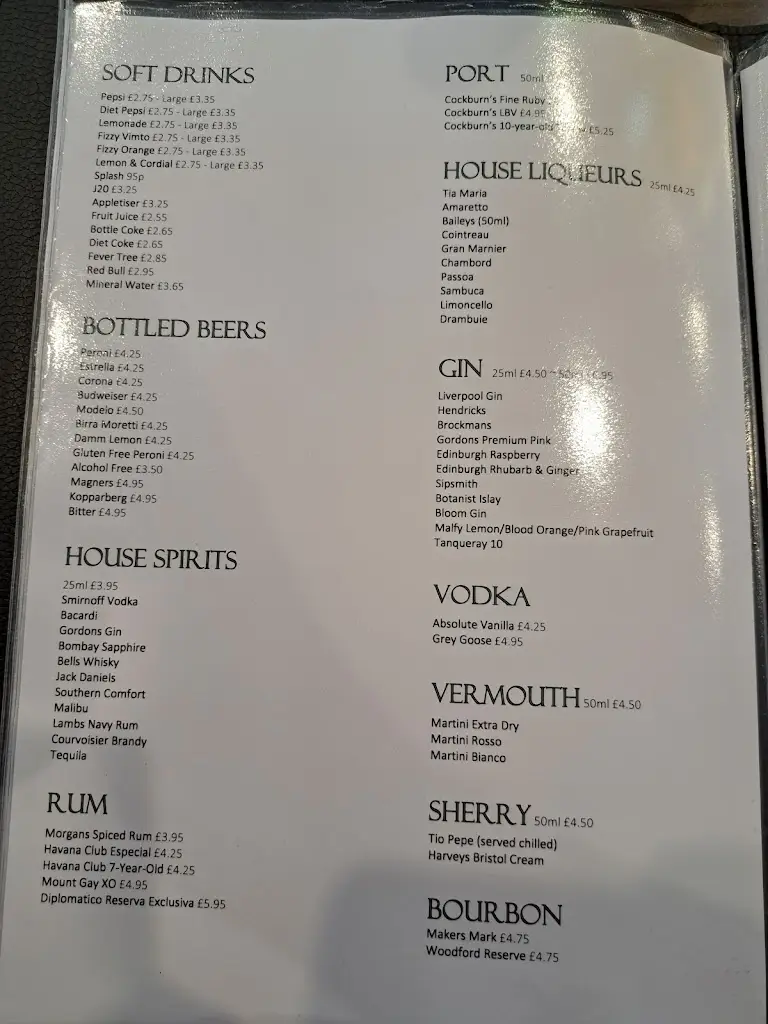 SOFT DRINKS
Pepsi £2.75 - Large £3.35
Diet Pepsi £2.75 - Large £3.35
Lemonade £2.75 - Large £3.35
Fizzy Vimto £2.75 - Large £3.35
Fizzy Orange £2.75 - Large £3.35
Lemon & Cordial £2.75 - Large £3.35
Splash 95p
J20 £3.25
Appletiser £3.25
Fruit Juice £2.55
Bottle Coke £2.65
Diet Coke £2.65
Fever Tree £2.85
Red Bull £2.95
Mineral Water £3.65
BOTTLED BEERS
Peroni £4.25
Estrella £4.25
Corona £4.25
Budweiser £4.25
Modelo £4.50
Birra Moretti £4.25
Damm Lemon £4.25
Gluten Free Peroni £4.25
Alcohol Free £3.50
Magners £4.95
Kopparberg £4.95
Bitter £4.95
HOUSE SPIRITS
25ml £3.95
Smirnoff Vodka
Bacardi
Gordons Gin
Bombay Sapphire
Bells Whisky
Jack Daniels
Southern Comfort
Malibu
Lambs Navy Rum
Courvoisier Brandy
Tequila
RUM
Morgans Spiced Rum £3.95
Havana Club Especial £4.25
Havana Club 7-Year-Old £4.25
Mount Gay XO £4.95
Diplomatico Reserva Exclusiva £5.95
PORT 50ml
Cockburn's Fine Ruby
Cockburn's LBV £4.95
Cockburn's 10-year-old £5.25
HOUSE LIQUEURS 25ml £4.25
Tia Maria
Amaretto
Baileys (50ml)
Cointreau
Gran Marnier
Chambord
Passoa
Sambuca
Limoncello
Drambuie
GIN 25ml £4.50
Liverpool Gin
Hendricks
Brockmans
Gordons Premium Pink
Edinburgh Raspberry
Edinburgh Rhubarb & Ginger
Sipsmith
Botanist Islay
Bloom Gin
Malfy Lemon/Blood Orange/Pink Grapefruit
Tanqueray 10
VODKA
Absolute Vanilla £4.25
Grey Goose £4.95
VERMOUTH 50ml £4.50
Martini Extra Dry
Martini Rosso
Martini Bianco
SHERRY 50ml £4.50
Tio Pepe (served chilled)
Harveys Bristol Cream
BOURBON
Makers Mark £4.75
Woodford Reserve £4.75